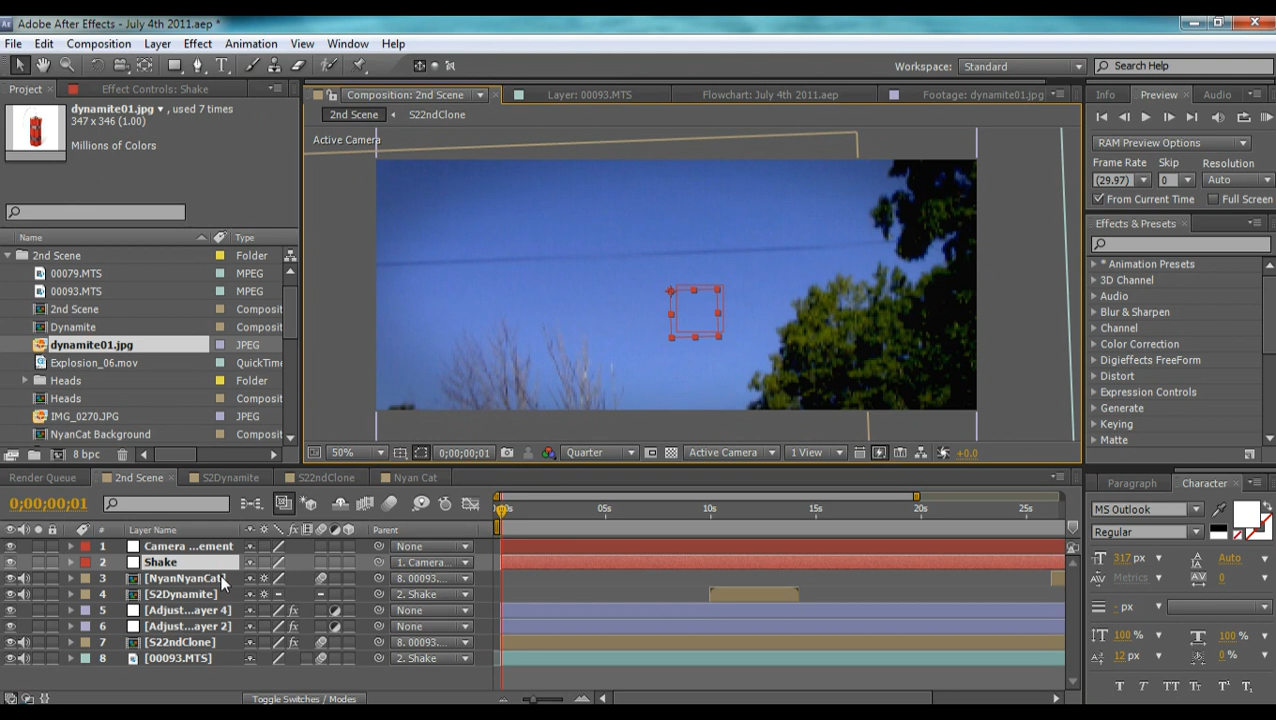 Adobe After Effects - July 4th 2011.aep *
File Edit Composition Layer Effect Animation View Window Help
Workspace: Standard Search Help
Project Effect Controls: Shake
dynamite01.jpg ▼, used 7 times
347 x 346 (1.00)
Millions of Colors
Name Type
2nd Scene Folder
00079.MTS MPEG
00093.MTS MPEG
2nd Scene Composit
Dynamite Composit
dynamite01.jpg JPEG
Explosion_06.mov QuickTime
Heads Folder
Heads Composit
IMG_0270.JPG JPEG
NyanCat Background Composit
8 bpc
Composition: 2nd Scene Layer: 00093.MTS Flowchart: July 4th 2011.aep Footage: dynamite01.jpg
2nd Scene S22ndClone
Active Camera
50% 0;00;00;01 Quarter Active Camera 1 View +0.0
Info Preview Audio
RAM Preview Options
Frame Rate Skip Resolution
(29.97) 0 Auto
From Current Time Full Screen
Effects & Presets
* Animation Presets
3D Channel
Audio
Blur & Sharpen
Channel
Color Correction
Digieffects FreeForm
Distort
Expression Controls
Generate
Keying
Matte
Render Queue 2nd Scene S2Dynamite S22ndClone Nyan Cat
0;00;00;01
# Layer Name Parent
05s 10s 15s 20s 25s
1 Camera ...ement None
2 Shake 1. Camera...
3 [NyanNyanCat] 8. 00093....
4 [S2Dynamite] 2. Shake
5 [Adjust...ayer 4] None
6 [Adjust...ayer 2] None
7 [S22ndClone] 8. 00093....
8 [00093.MTS] 2. Shake
Toggle Switches / Modes
Paragraph Character
MS Outlook
Regular
317 px Auto
Metrics 0
- px
100 % 100 %
12 px 0 %
T T TT Tt T' T,